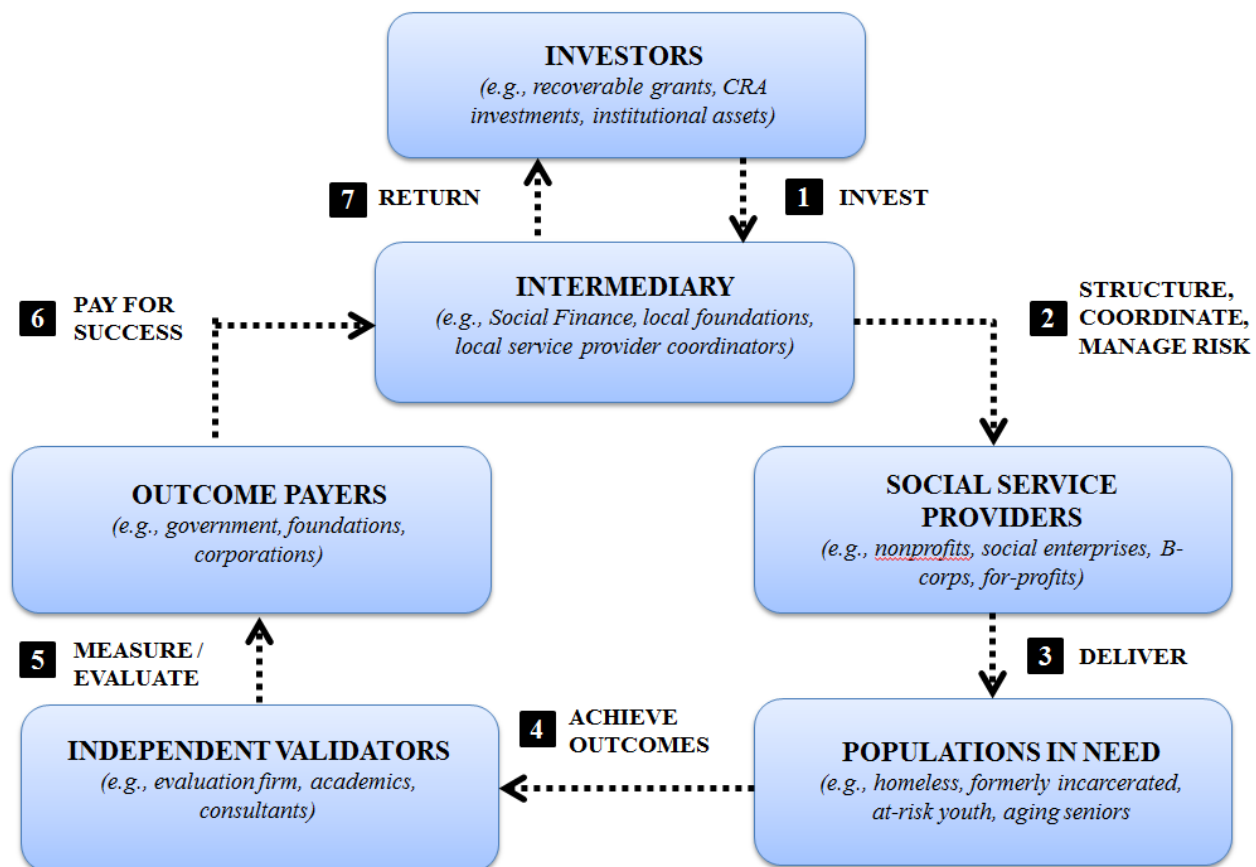 INVESTORS
(e.g., recoverable grants, CRA
investments, institutional assets)
7 RETURN
1 INVEST
INTERMEDIARY
(e.g., Social Finance, local foundations,
local service provider coordinators)
6 PAY FOR
SUCCESS
2 STRUCTURE,
COORDINATE,
MANAGE RISK
OUTCOME PAYERS
(e.g., government, foundations,
corporations)
SOCIAL SERVICE
PROVIDERS
(e.g., nonprofits, social enterprises, B-
corps, for-profits)
5 MEASURE /
EVALUATE
3 DELIVER
4 ACHIEVE
OUTCOMES
INDEPENDENT VALIDATORS
(e.g., evaluation firm, academics,
consultants)
POPULATIONS IN NEED
(e.g., homeless, formerly incarcerated,
at-risk youth, aging seniors